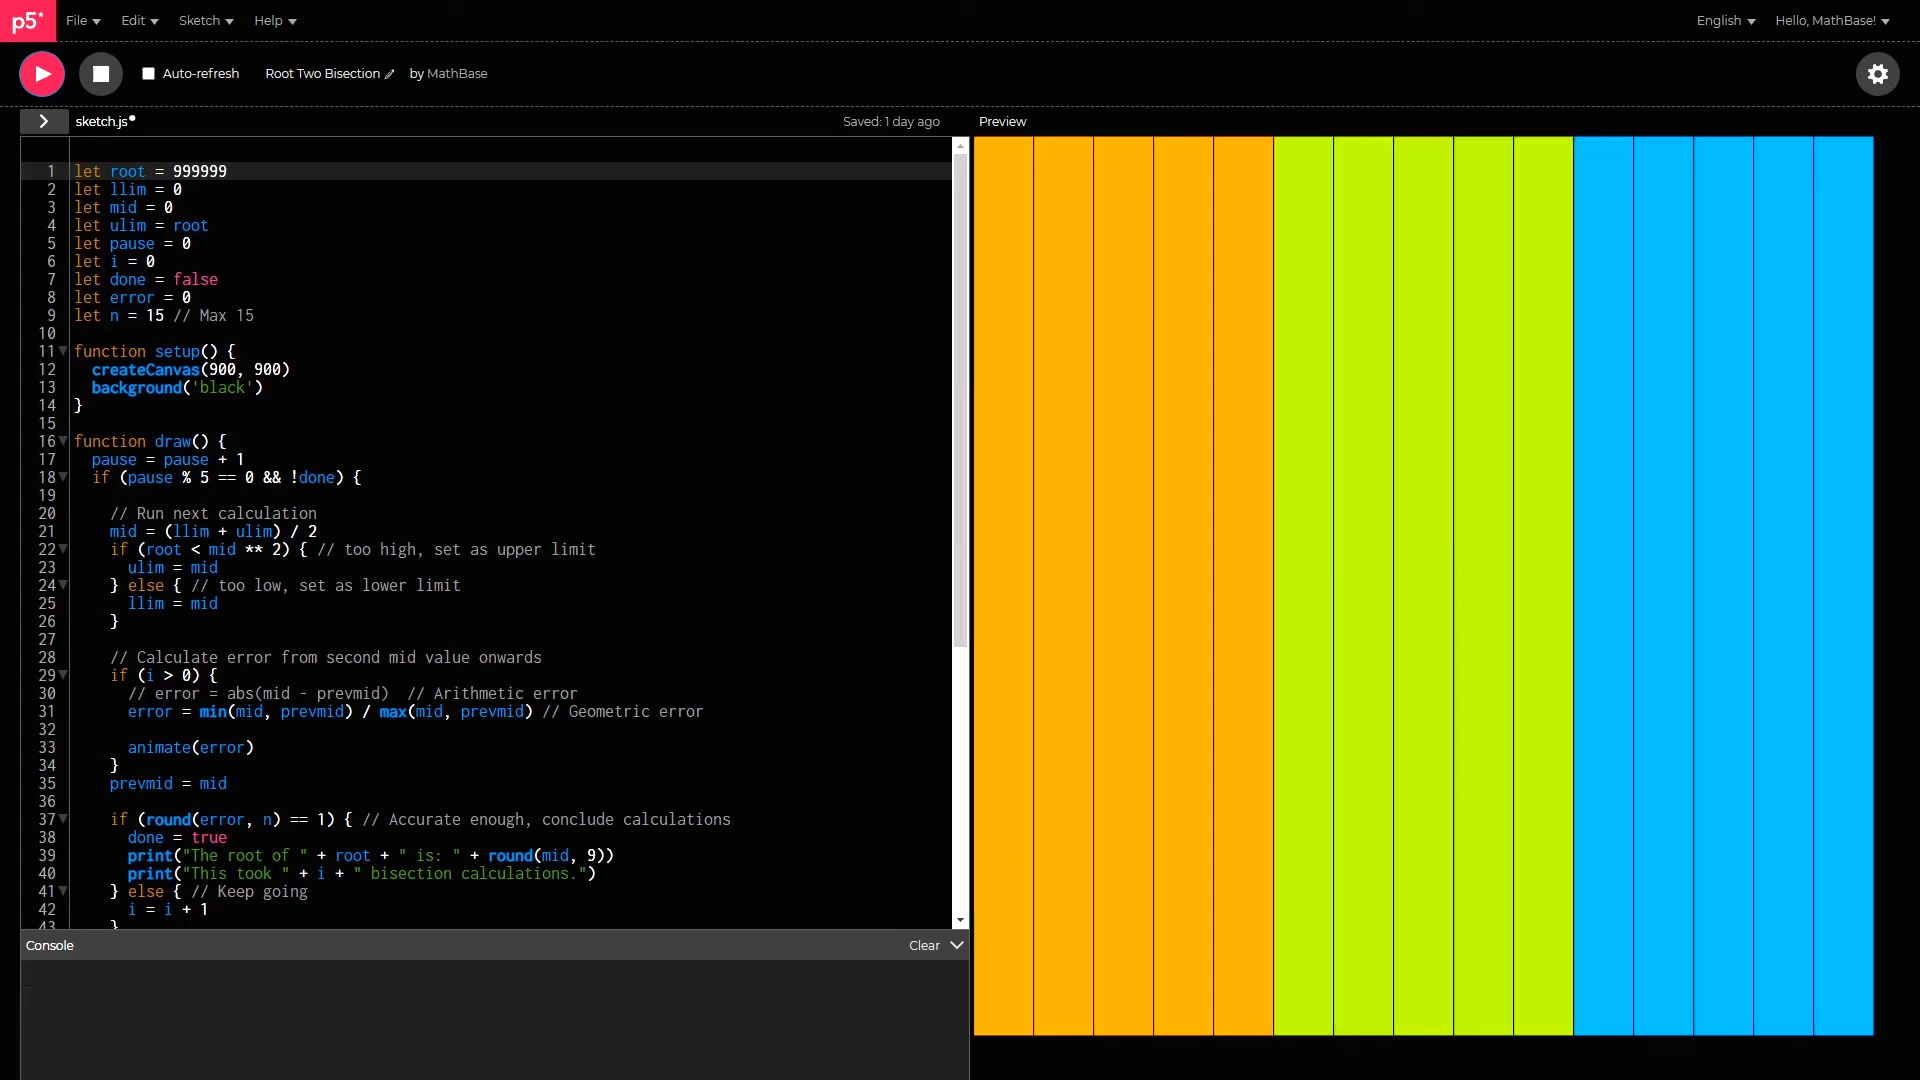 p5* File Edit Sketch Help English Hello, MathBase!
Auto-refresh Root Two Bisection by MathBase
sketch.js Saved: 1 day ago Preview
1 let root = 999999
2 let llim = 0
3 let mid = 0
4 let ulim = root
5 let pause = 0
6 let i = 0
7 let done = false
8 let error = 0
9 let n = 15 // Max 15
10
11 function setup() {
12 createCanvas(900, 900)
13 background('black')
14 }
15
16 function draw() {
17 pause = pause + 1
18 if (pause % 5 == 0 && !done) {
19
20 // Run next calculation
21 mid = (llim + ulim) / 2
22 if (root < mid ** 2) { // too high, set as upper limit
23 ulim = mid
24 } else { // too low, set as lower limit
25 llim = mid
26 }
27
28 // Calculate error from second mid value onwards
29 if (i > 0) {
30 // error = abs(mid - prevmid) // Arithmetic error
31 error = min(mid, prevmid) / max(mid, prevmid) // Geometric error
32
33 animate(error)
34 }
35 prevmid = mid
36
37 if (round(error, n) == 1) { // Accurate enough, conclude calculations
38 done = true
39 print("The root of " + root + " is: " + round(mid, 9))
40 print("This took " + i + " bisection calculations.")
41 } else { // Keep going
42 i = i + 1
43 }
Console Clear